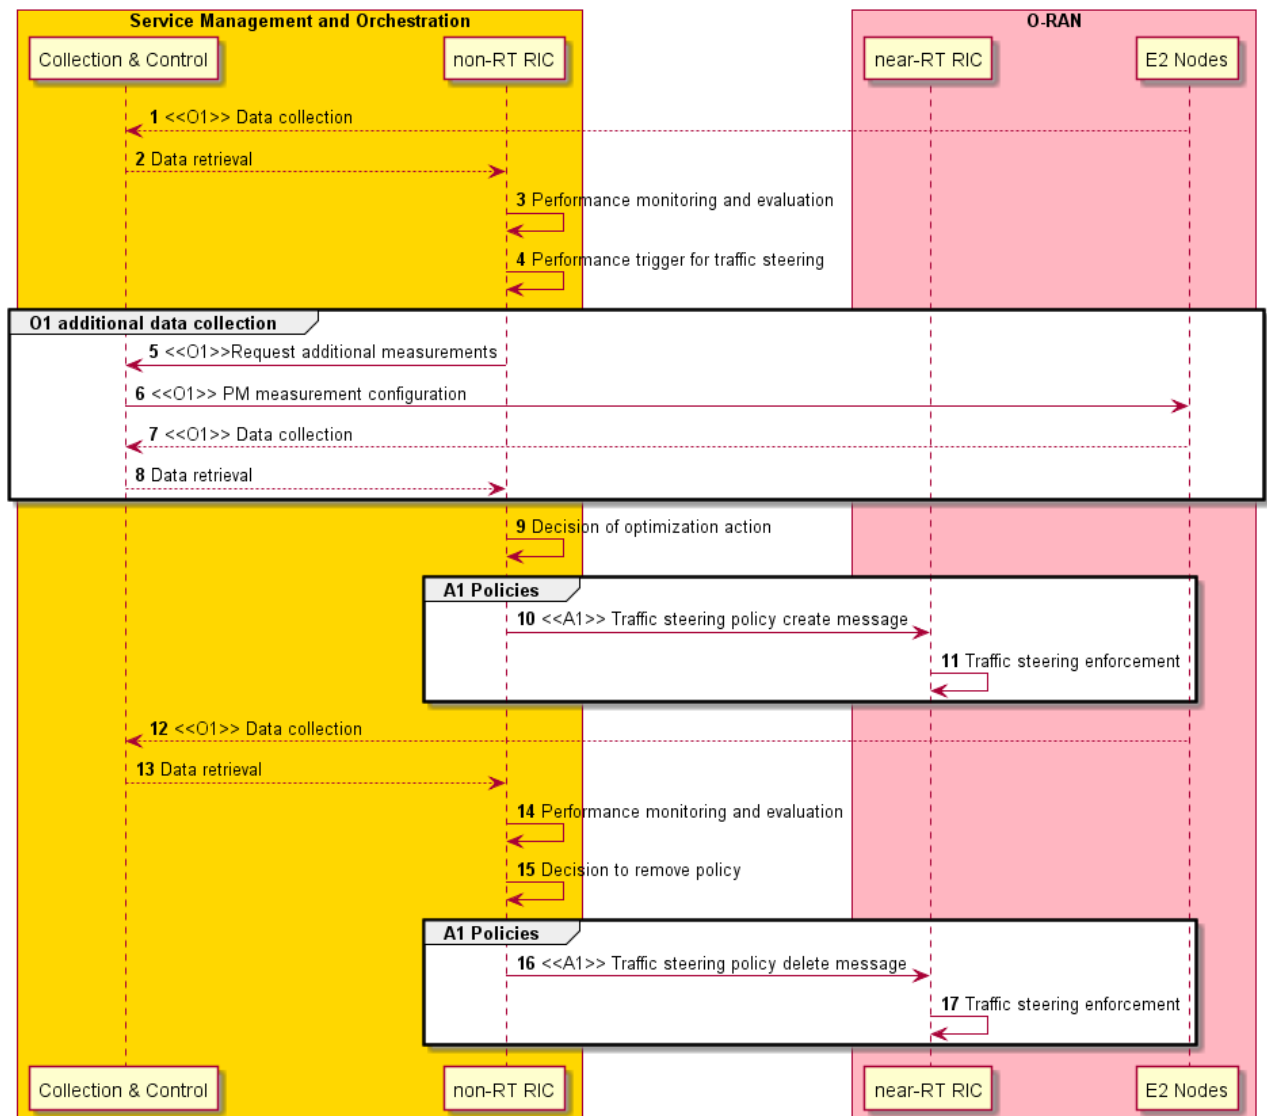 Service Management and Orchestration
O-RAN
Collection & Control
non-RT RIC
near-RT RIC
E2 Nodes
1 <<O1>> Data collection
2 Data retrieval
3 Performance monitoring and evaluation
4 Performance trigger for traffic steering
O1 additional data collection
5 <<O1>>Request additional measurements
6 <<O1>> PM measurement configuration
7 <<O1>> Data collection
8 Data retrieval
9 Decision of optimization action
A1 Policies
10 <<A1>> Traffic steering policy create message
11 Traffic steering enforcement
12 <<O1>> Data collection
13 Data retrieval
14 Performance monitoring and evaluation
15 Decision to remove policy
A1 Policies
16 <<A1>> Traffic steering policy delete message
17 Traffic steering enforcement
Collection & Control
non-RT RIC
near-RT RIC
E2 Nodes